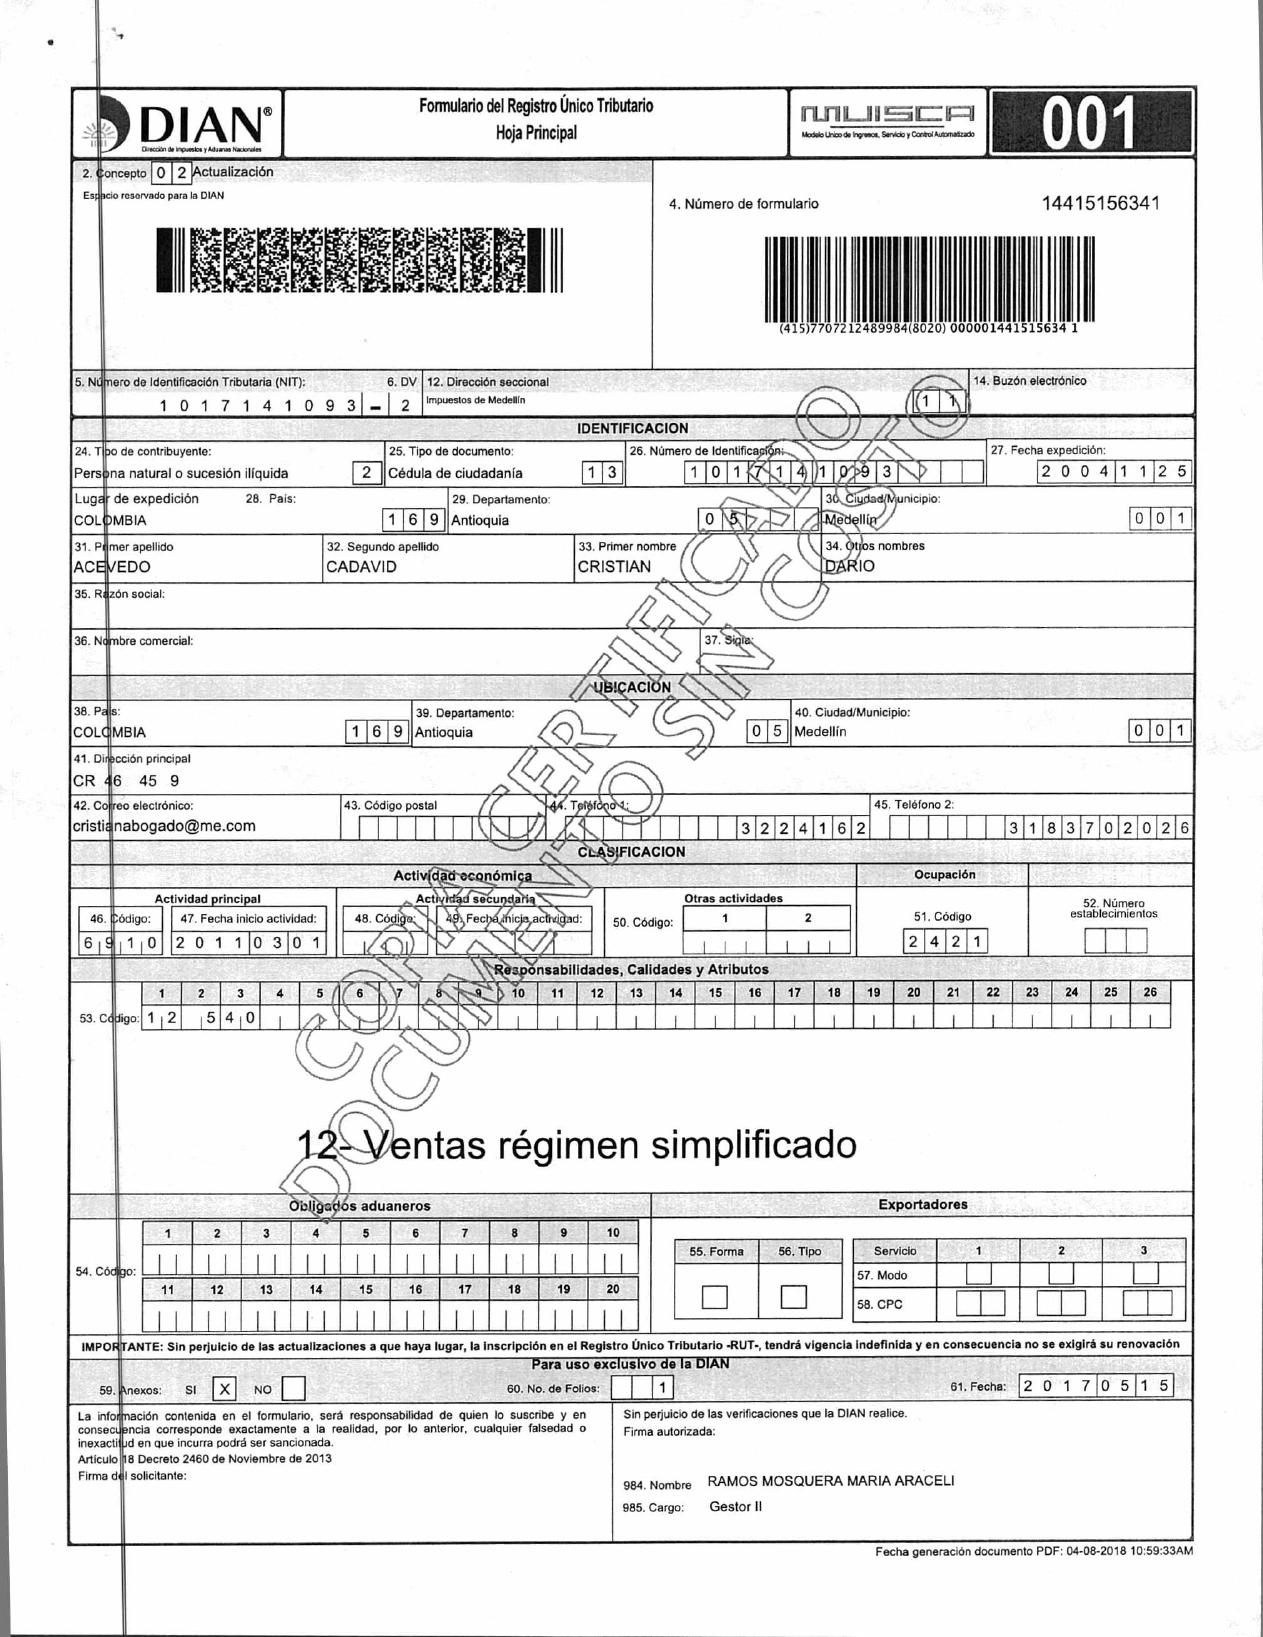 DIAN®
Dirección de Impuestos y Aduanas Nacionales
Formulario del Registro Único Tributario
Hoja Principal
MUISCA
Modelo Unico de Ingresos, Servicio y Control Automatizado
001
2. Concepto 0 2 Actualización
Espacio reservado para la DIAN
4. Número de formulario 14415156341
(415)7707212489984(8020) 000001441515634 1
5. Número de Identificación Tributaria (NIT): 6. DV 12. Dirección seccional 14. Buzón electrónico
1 0 1 7 1 4 1 0 9 3 - 2 Impuestos de Medellín 1 1
IDENTIFICACION
24. Tipo de contribuyente: 25. Tipo de documento: 26. Número de Identificación: 27. Fecha expedición:
Persona natural o sucesión ilíquida 2 Cédula de ciudadanía 1 3 1 0 1 7 1 4 1 0 9 3 2 0 0 4 1 1 2 5
Lugar de expedición 28. País: 29. Departamento: 30. Ciudad/Municipio:
COLOMBIA 1 6 9 Antioquia 0 5 Medellín 0 0 1
31. Primer apellido 32. Segundo apellido 33. Primer nombre 34. Otros nombres
ACEVEDO CADAVID CRISTIAN DARIO
35. Razón social:
36. Nombre comercial: 37. Sigla:
UBICACIÓN
38. País: 39. Departamento: 40. Ciudad/Municipio:
COLOMBIA 1 6 9 Antioquia 0 5 Medellín 0 0 1
41. Dirección principal
CR 46 45 9
42. Correo electrónico: 43. Código postal 44. Teléfono 1: 45. Teléfono 2:
cristianabogado@me.com 3 2 2 4 1 6 2 3 1 8 3 7 0 2 0 2 6
CLASIFICACION
Actividad económica Ocupación
Actividad principal Actividad secundaria Otras actividades 52. Número establecimientos
46. Código: 47. Fecha inicio actividad: 48. Código: 49. Fecha inicio actividad: 50. Código: 1 2 51. Código
6 9 1 0 2 0 1 1 0 3 0 1 2 4 2 1
Responsabilidades, Calidades y Atributos
1 2 3 4 5 6 7 8 9 10 11 12 13 14 15 16 17 18 19 20 21 22 23 24 25 26
53. Código: 1 2 5 4 0
12- Ventas régimen simplificado
COPIA CERTIFICADO
DOCUMENTO SIN COSTO
Obligados aduaneros Exportadores
1 2 3 4 5 6 7 8 9 10
54. Código:
11 12 13 14 15 16 17 18 19 20
55. Forma 56. Tipo Servicio 1 2 3
57. Modo
58. CPC
IMPORTANTE: Sin perjuicio de las actualizaciones a que haya lugar, la inscripción en el Registro Único Tributario -RUT-, tendrá vigencia indefinida y en consecuencia no se exigirá su renovación
Para uso exclusivo de la DIAN
59. Anexos: SI X NO 60. No. de Folios: 1 61. Fecha: 2 0 1 7 0 5 1 5
La información contenida en el formulario, será responsabilidad de quien lo suscribe y en
consecuencia corresponde exactamente a la realidad, por lo anterior, cualquier falsedad o
inexactitud en que incurra podrá ser sancionada.
Artículo 18 Decreto 2460 de Noviembre de 2013
Firma del solicitante:
Sin perjuicio de las verificaciones que la DIAN realice.
Firma autorizada:
984. Nombre RAMOS MOSQUERA MARIA ARACELI
985. Cargo: Gestor II
Fecha generación documento PDF: 04-08-2018 10:59:33AM